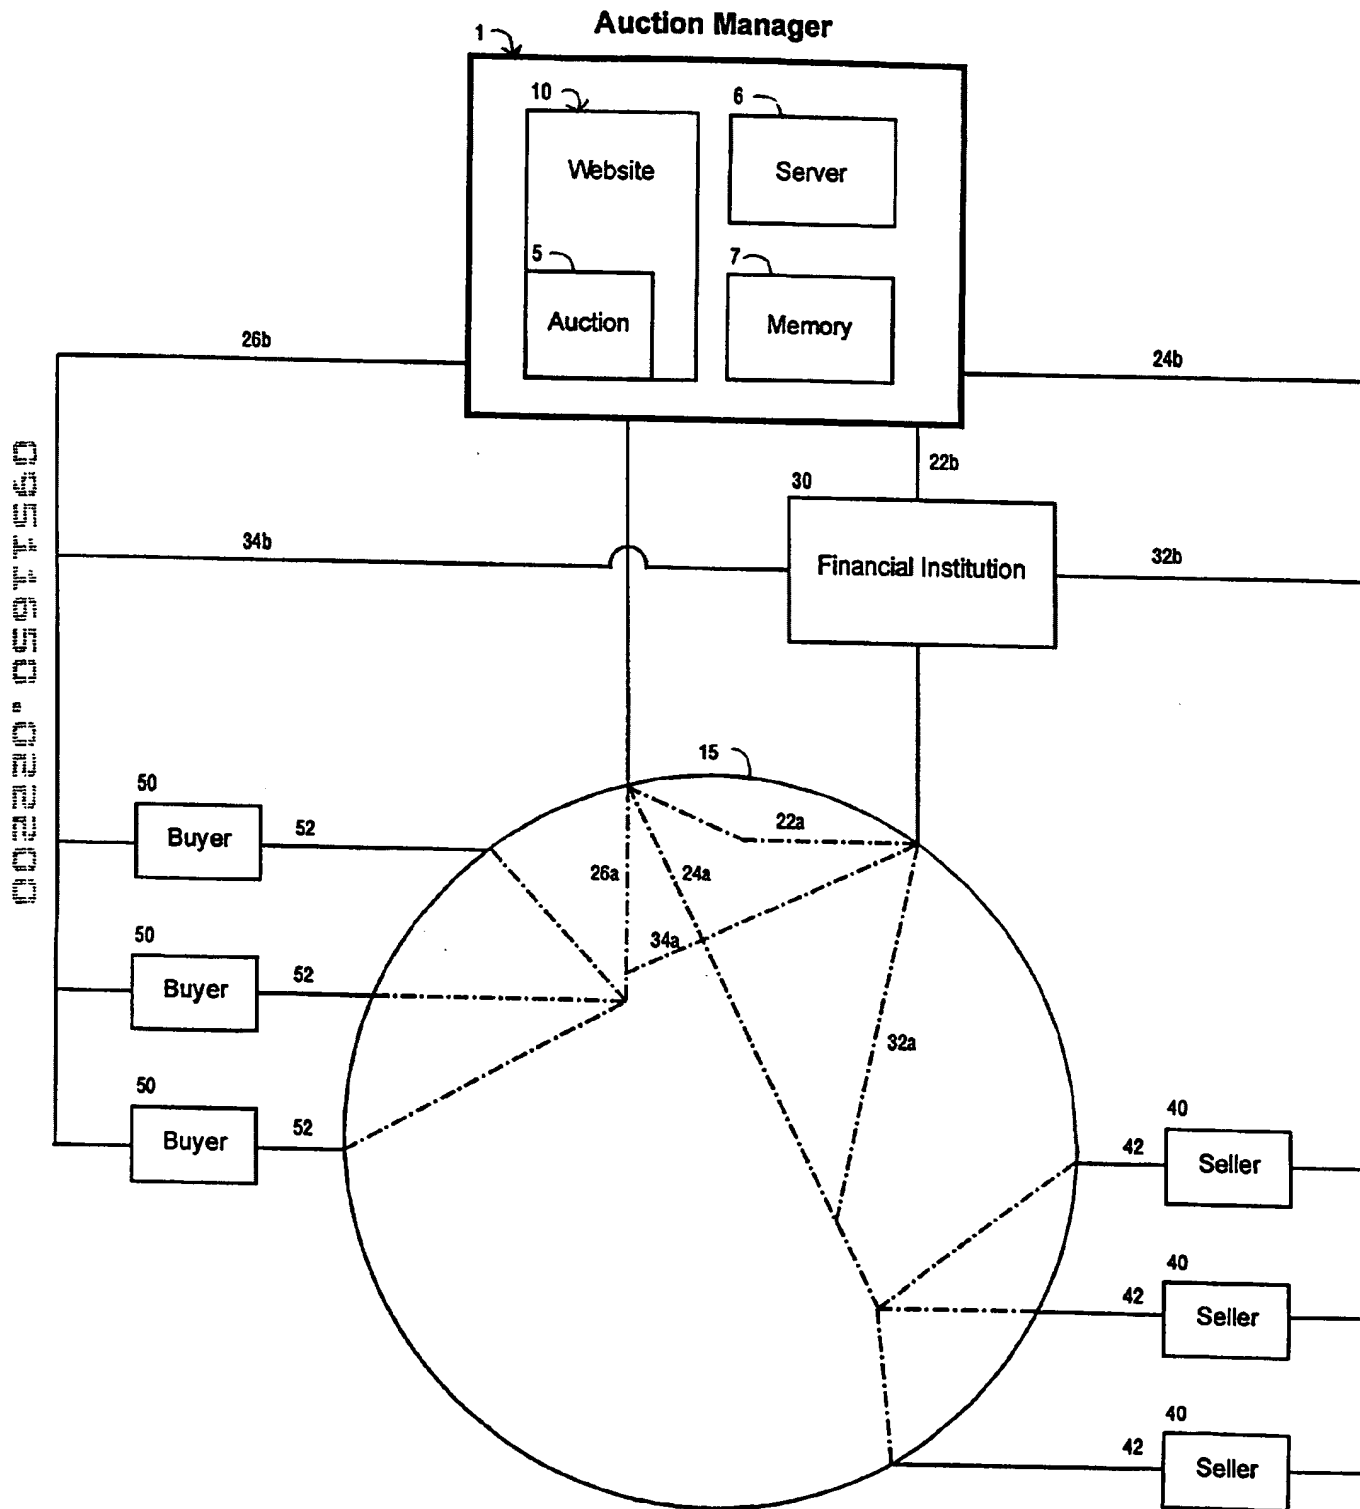 Auction Manager
1
10
6
Website
Server
5
7
Auction
Memory
26b
24b
22b
30
34b
Financial Institution
32b
09511650.022200
15
50
Buyer
52
22a
26a
24a
50
34a
Buyer
52
32a
50
Buyer
52
40
42
Seller
40
42
Seller
40
42
Seller